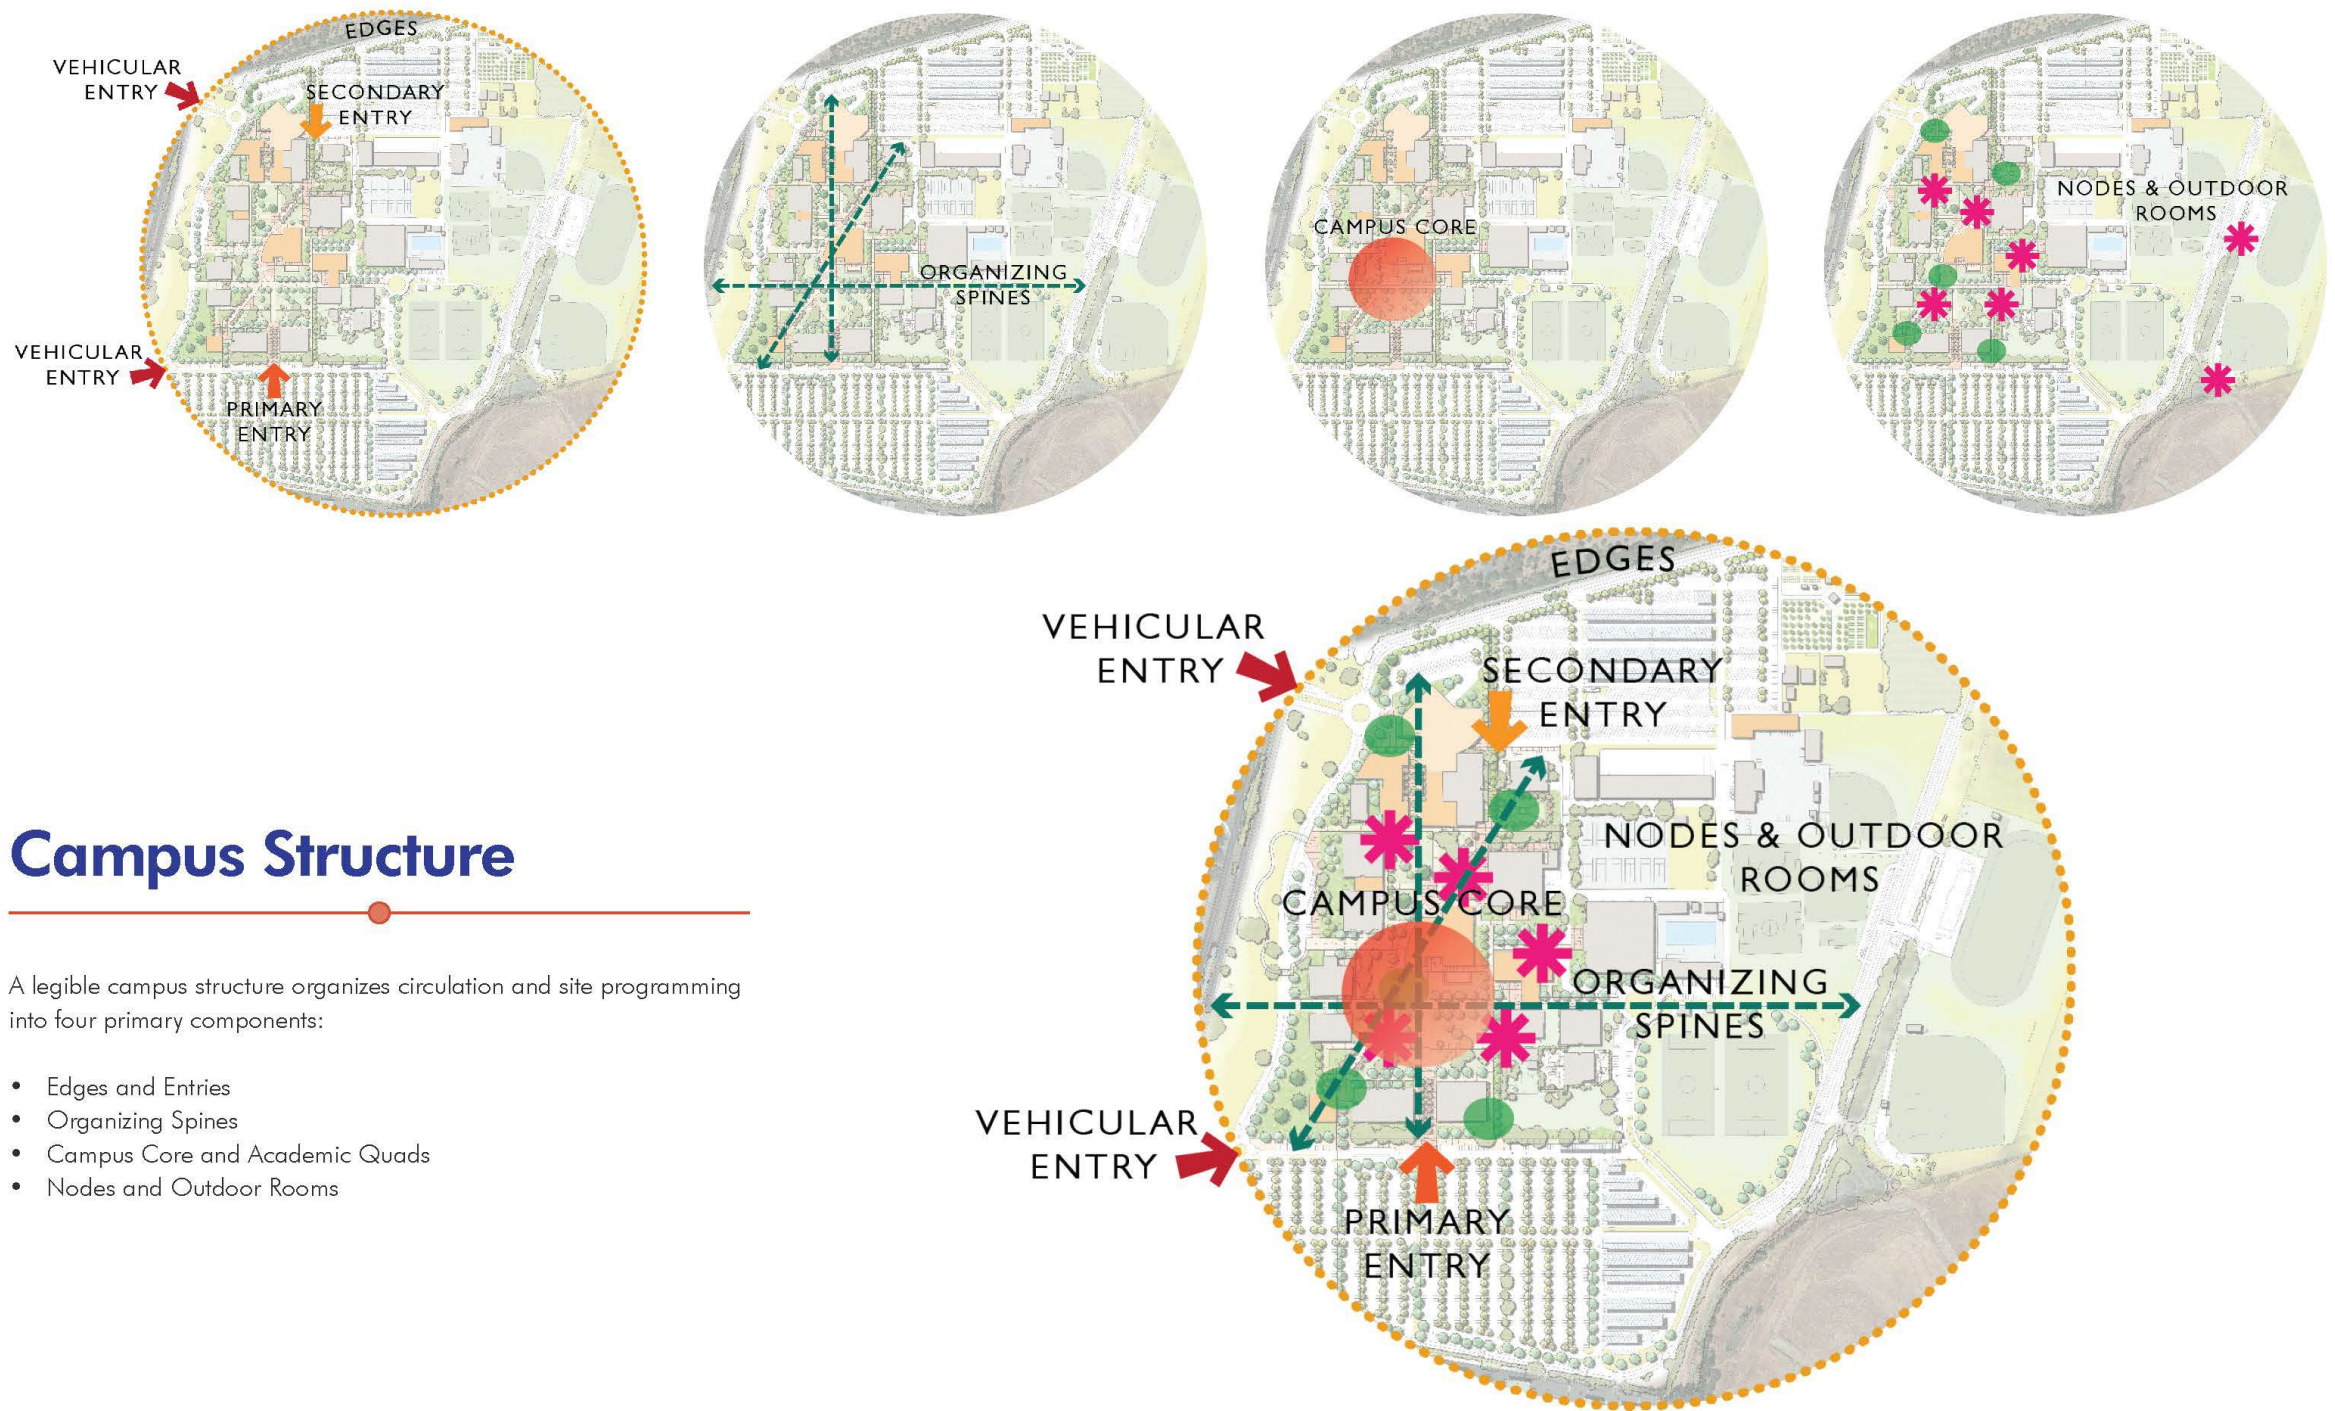 EDGES
VEHICULAR
ENTRY
SECONDARY
ENTRY
VEHICULAR
ENTRY
PRIMARY
ENTRY
ORGANIZING
SPINES
CAMPUS CORE
NODES & OUTDOOR
ROOMS
EDGES
VEHICULAR
ENTRY
SECONDARY
ENTRY
NODES & OUTDOOR
ROOMS
CAMPUS CORE
ORGANIZING
SPINES
VEHICULAR
ENTRY
PRIMARY
ENTRY
Campus Structure
A legible campus structure organizes circulation and site programming
into four primary components:
• Edges and Entries
• Organizing Spines
• Campus Core and Academic Quads
• Nodes and Outdoor Rooms